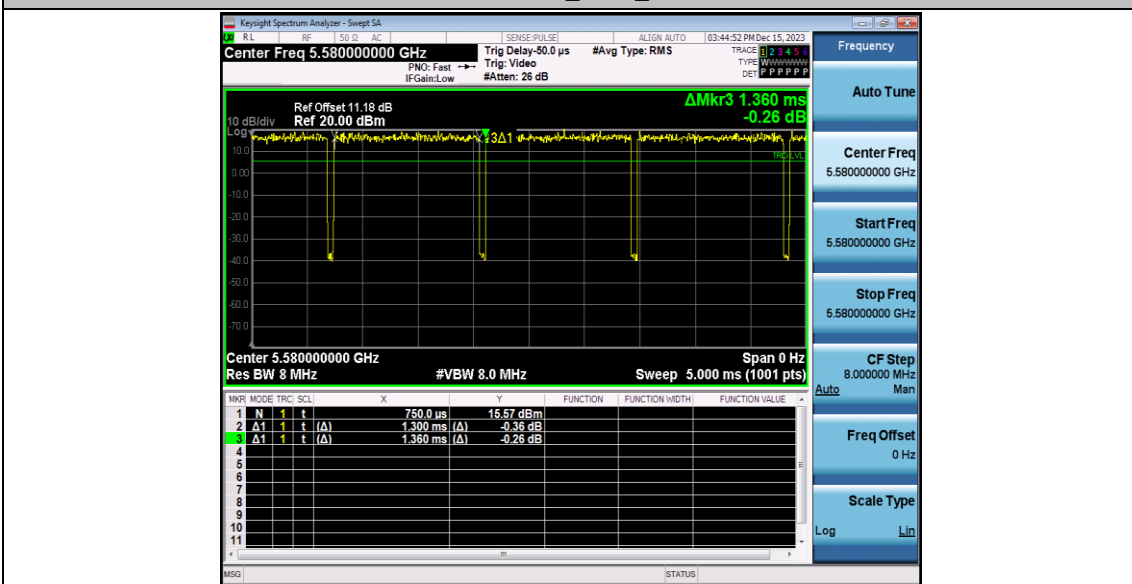 Keysight Spectrum Analyzer - Swept SA
LXI RL RF 50 Ω AC SENSE:PULSE ALIGN AUTO 03:44:52 PM Dec 15, 2023
Center Freq 5.580000000 GHz
PNO: Fast
IFGain:Low
Trig Delay-50.0 µs
Trig: Video
#Atten: 26 dB
#Avg Type: RMS
TRACE 1 2 3 4 5 6
TYPE WWWWWW
DET P P P P P P
ΔMkr3 1.360 ms
-0.26 dB
Ref Offset 11.18 dB
10 dB/div Ref 20.00 dBm
Log
3Δ1
TRIG LVL
10.0
0.00
-10.0
-20.0
-30.0
-40.0
-50.0
-60.0
-70.0
Center 5.580000000 GHz Span 0 Hz
Res BW 8 MHz #VBW 8.0 MHz Sweep 5.000 ms (1001 pts)
MKR MODE TRC SCL X Y FUNCTION FUNCTION WIDTH FUNCTION VALUE
1 N 1 t 750.0 µs 15.57 dBm
2 Δ1 1 t (Δ) 1.300 ms (Δ) -0.36 dB
3 Δ1 1 t (Δ) 1.360 ms (Δ) -0.26 dB
4
5
6
7
8
9
10
11
MSG STATUS
Frequency
Auto Tune
Center Freq
5.580000000 GHz
Start Freq
5.580000000 GHz
Stop Freq
5.580000000 GHz
CF Step
8.000000 MHz
Auto Man
Freq Offset
0 Hz
Scale Type
Log Lin